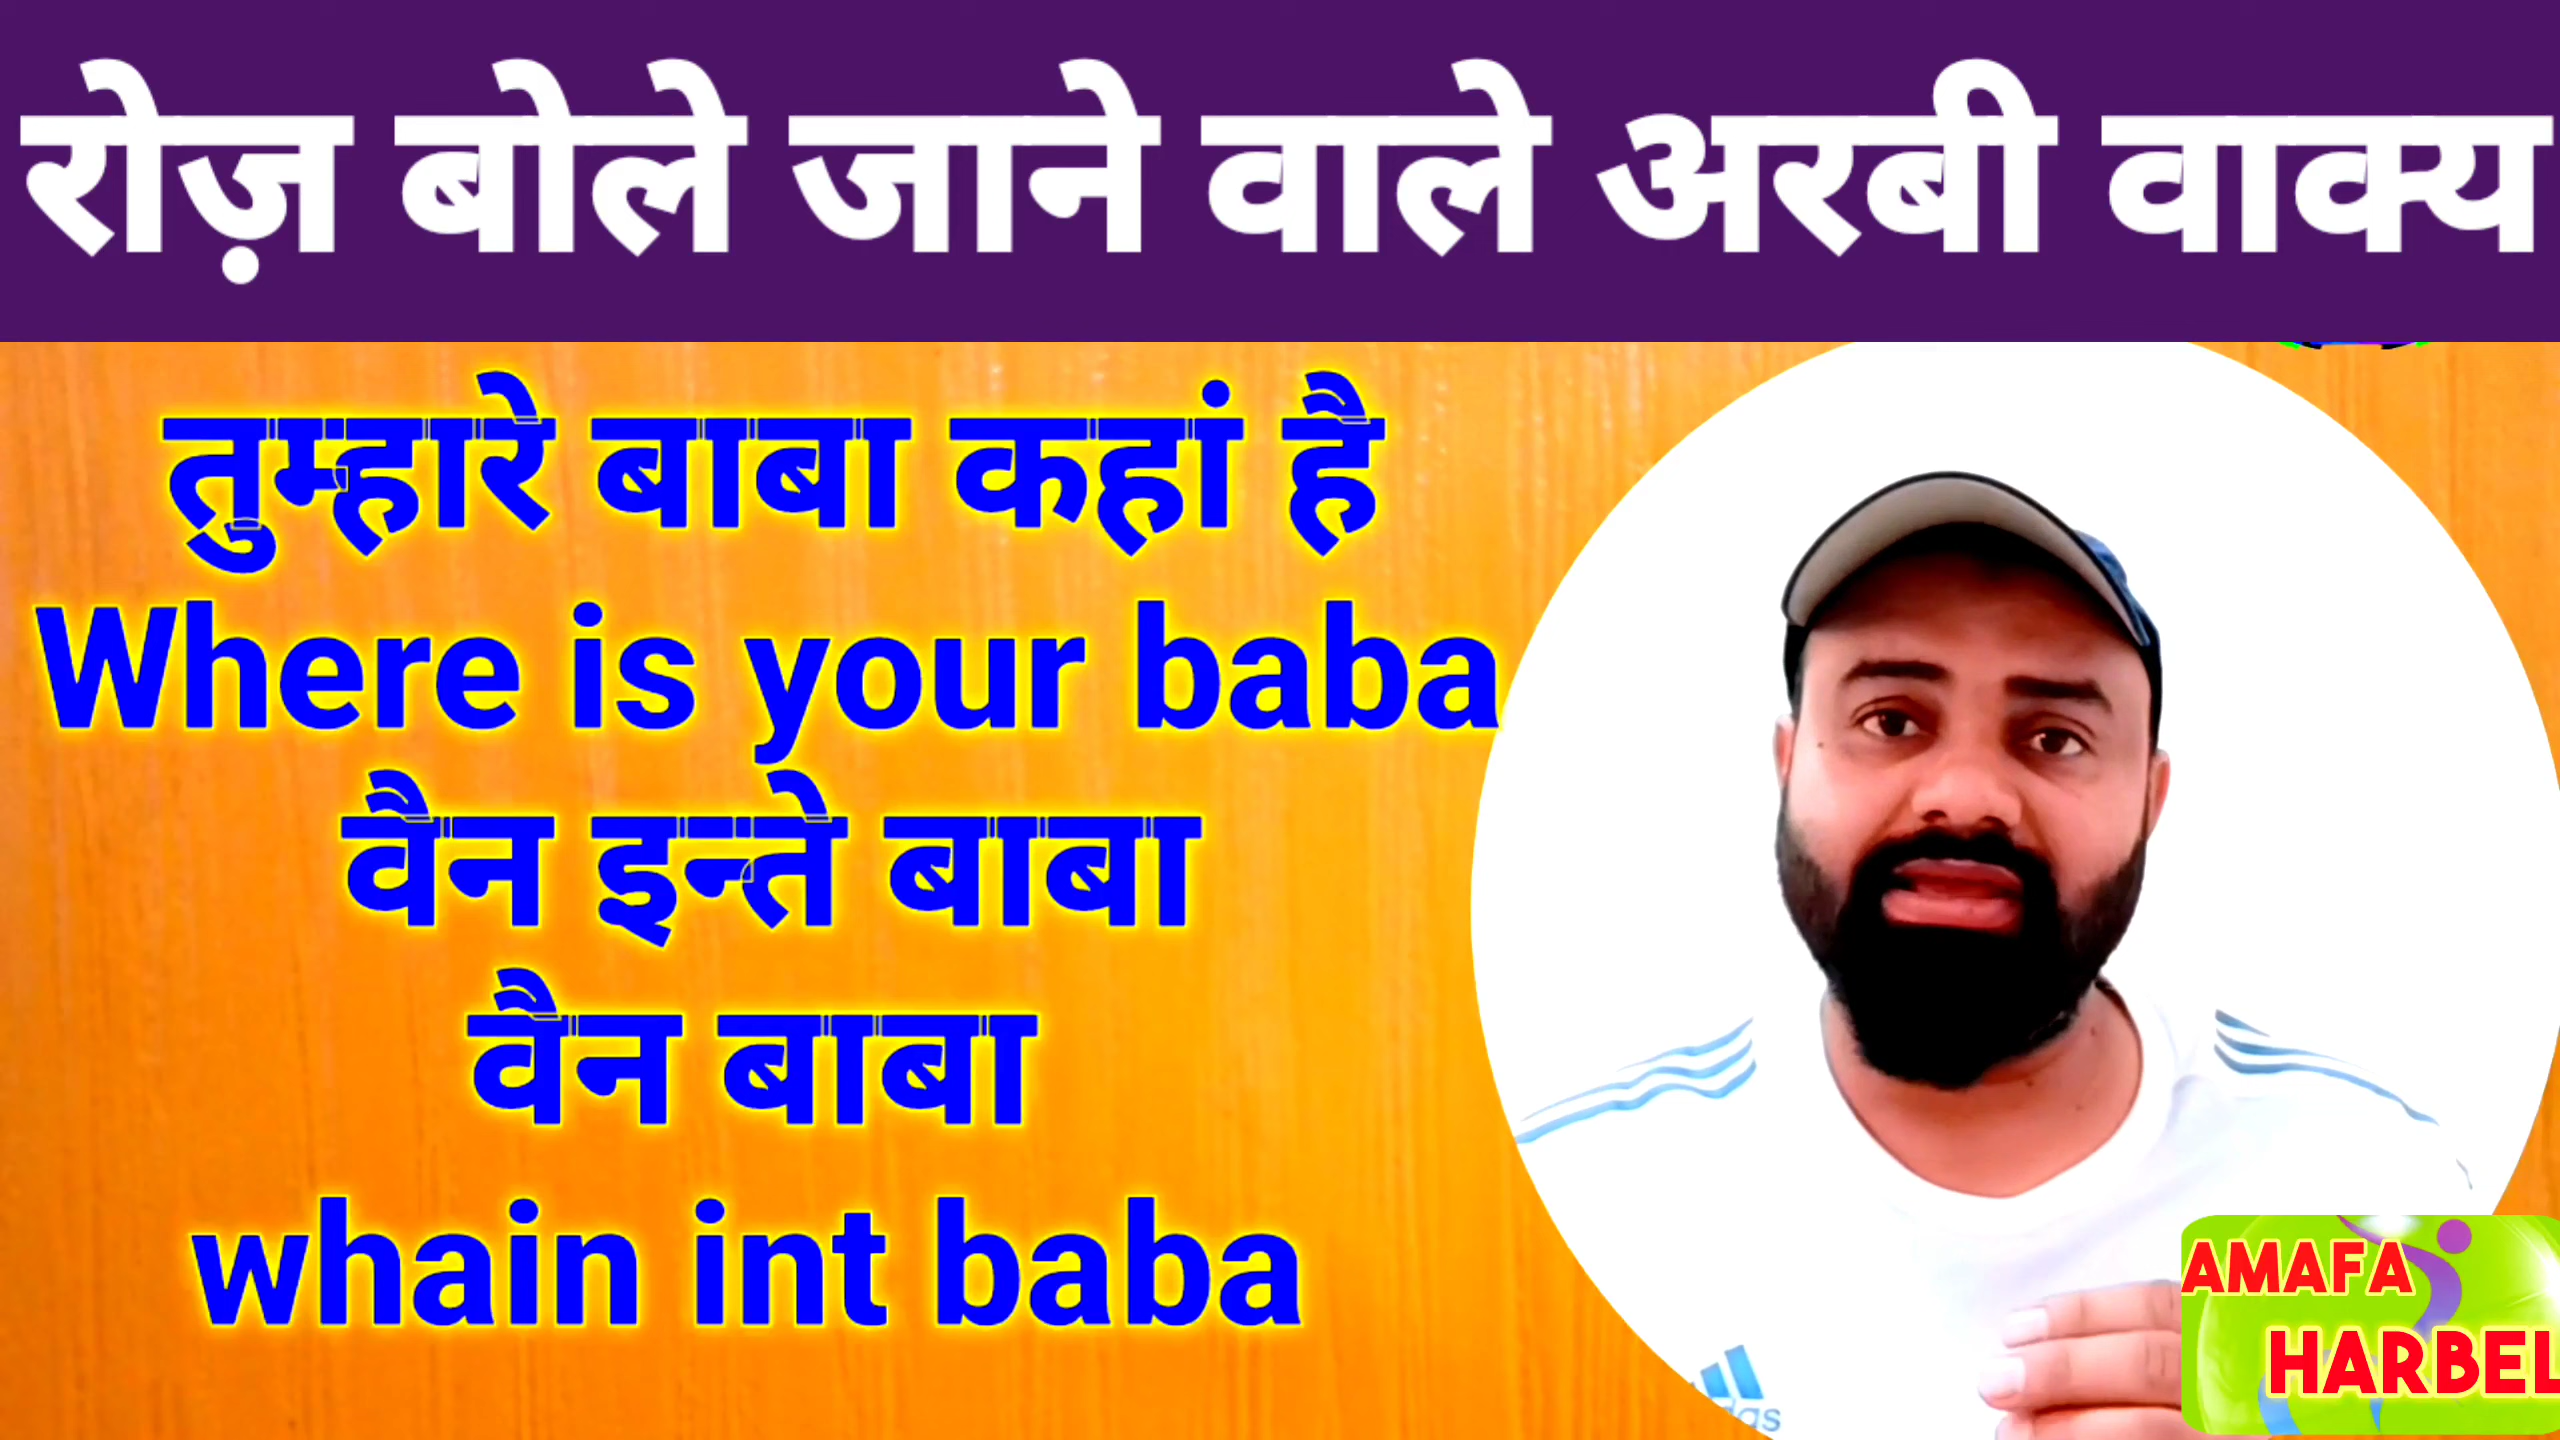 रोज़ बोले जाने वाले अरबी वाक्य
तुम्हारे बाबा कहां है
Where is your baba
वैन इन्ते बाबा
वैन बाबा
whain int baba
AMAFA
HARBEL